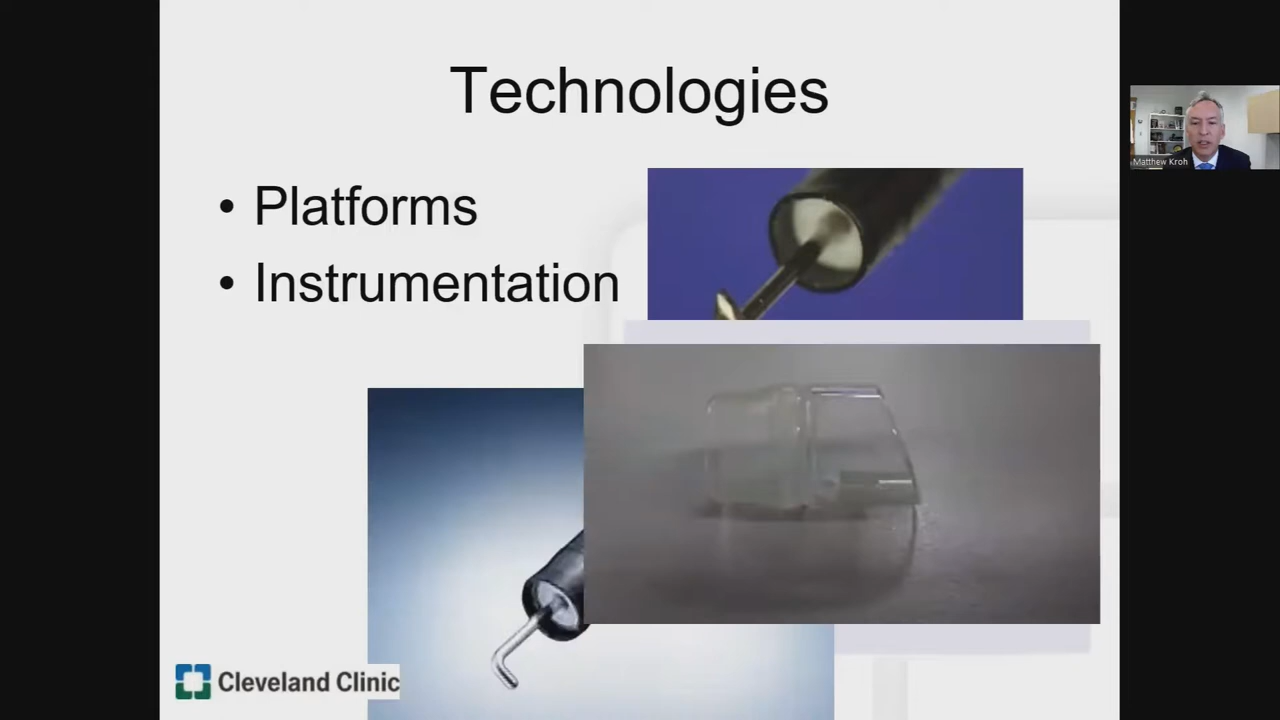 Technologies
• Platforms
• Instrumentation
Matthew Kroh
Cleveland Clinic